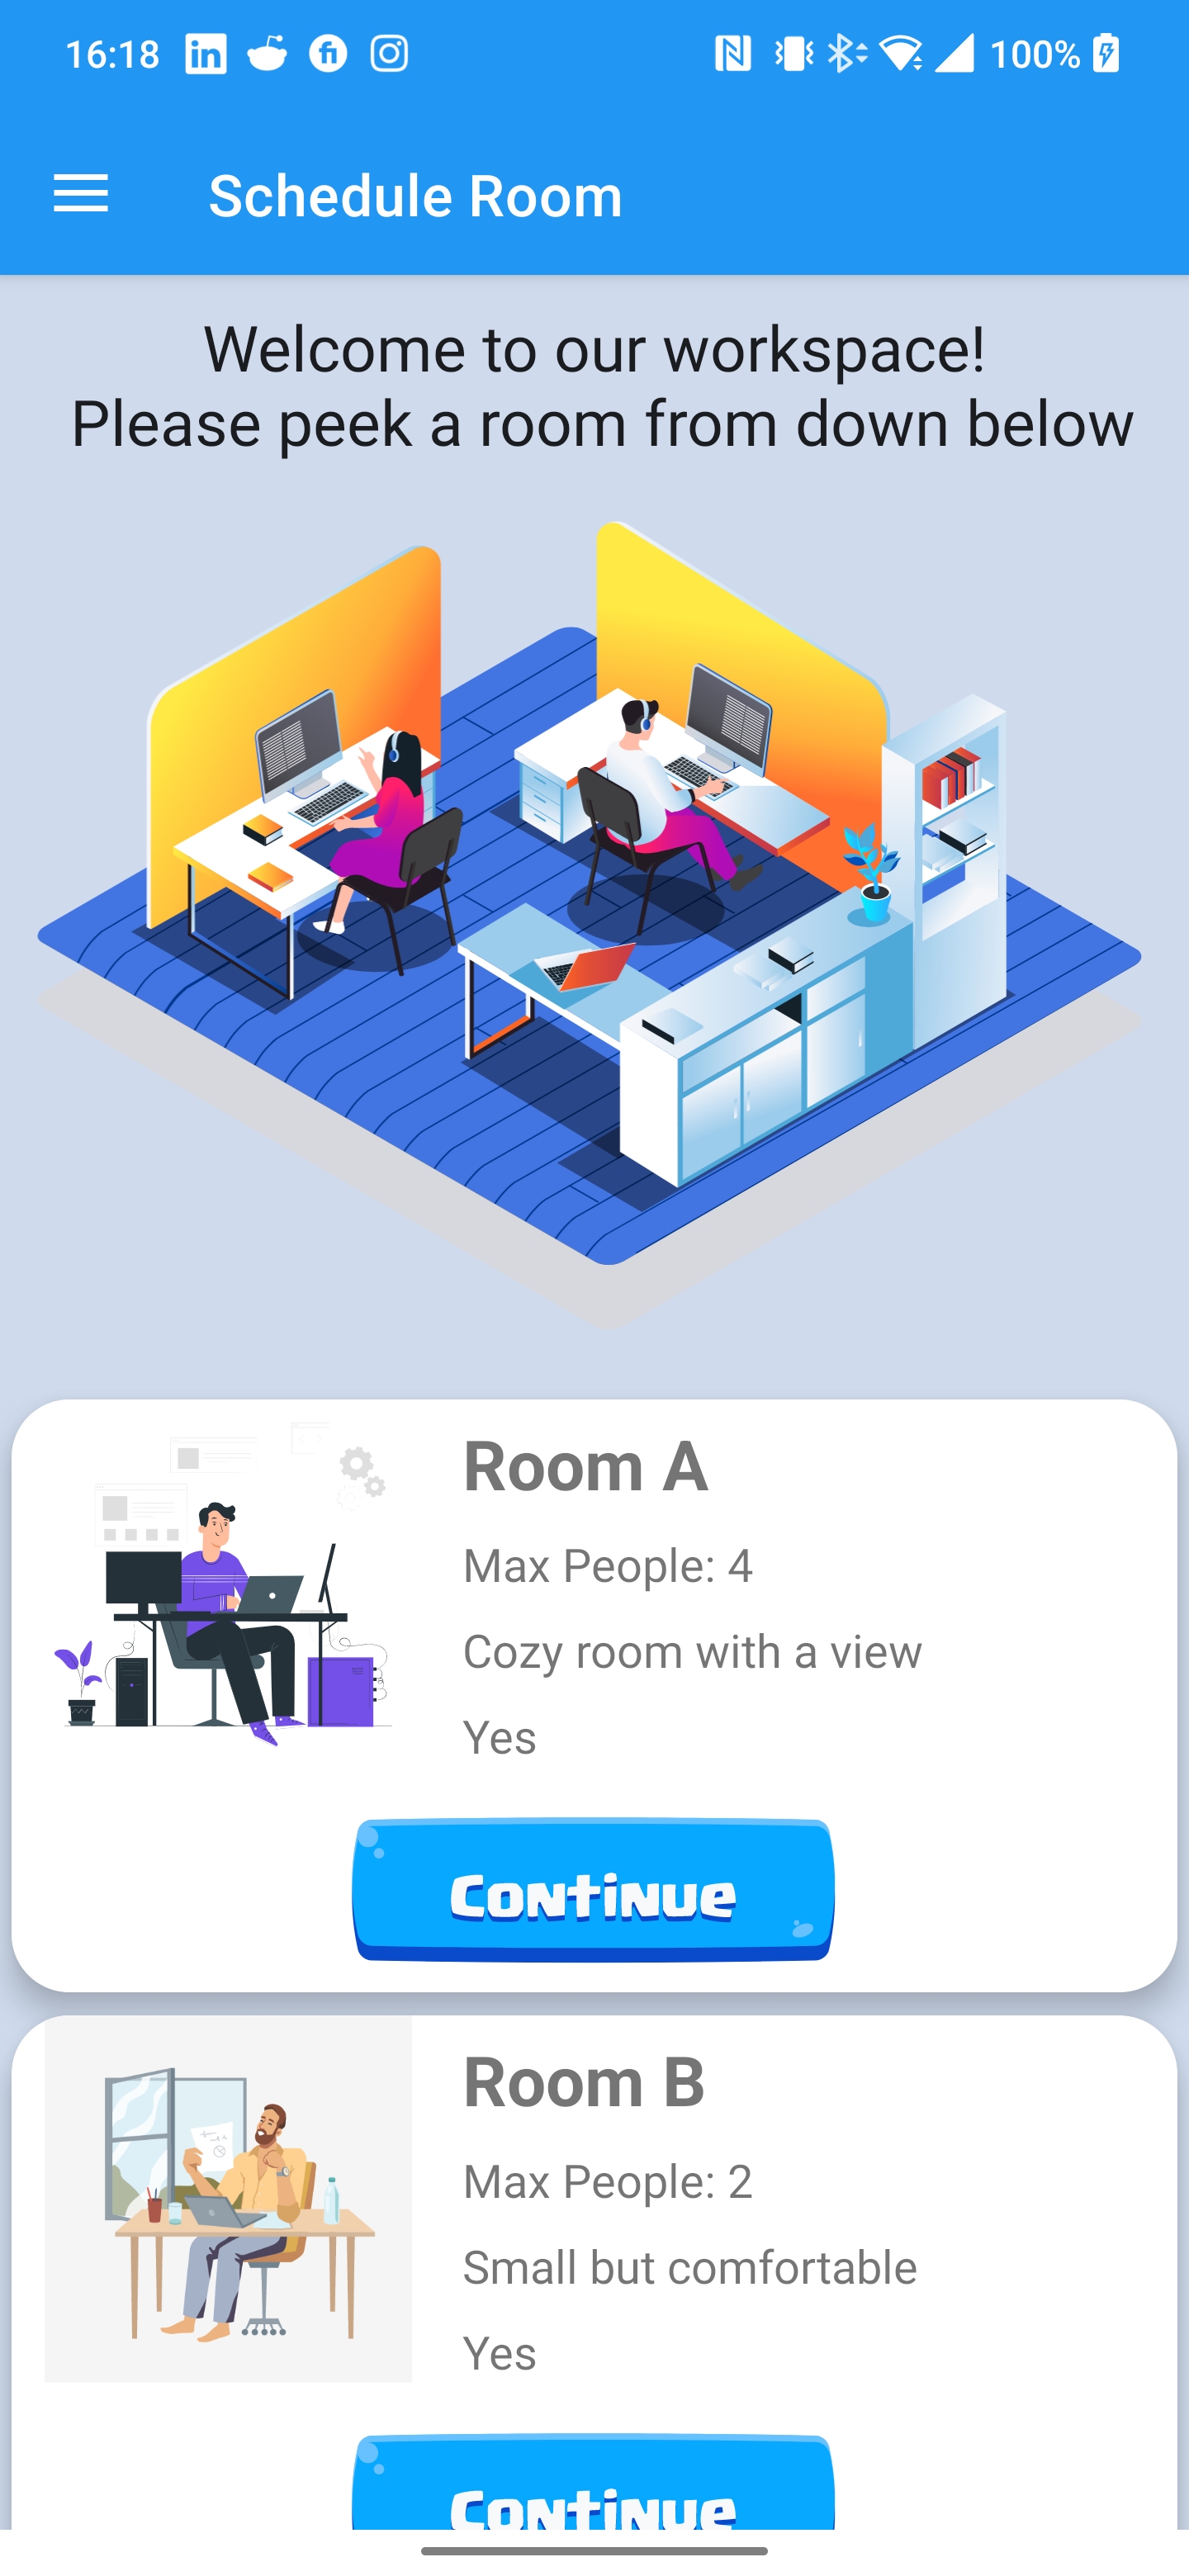 16:18
100%
Schedule Room
Welcome to our workspace!
Please peek a room from down below
Room A
Max People: 4
Cozy room with a view
Yes
Continue
Room B
Max People: 2
Small but comfortable
Yes
Continue